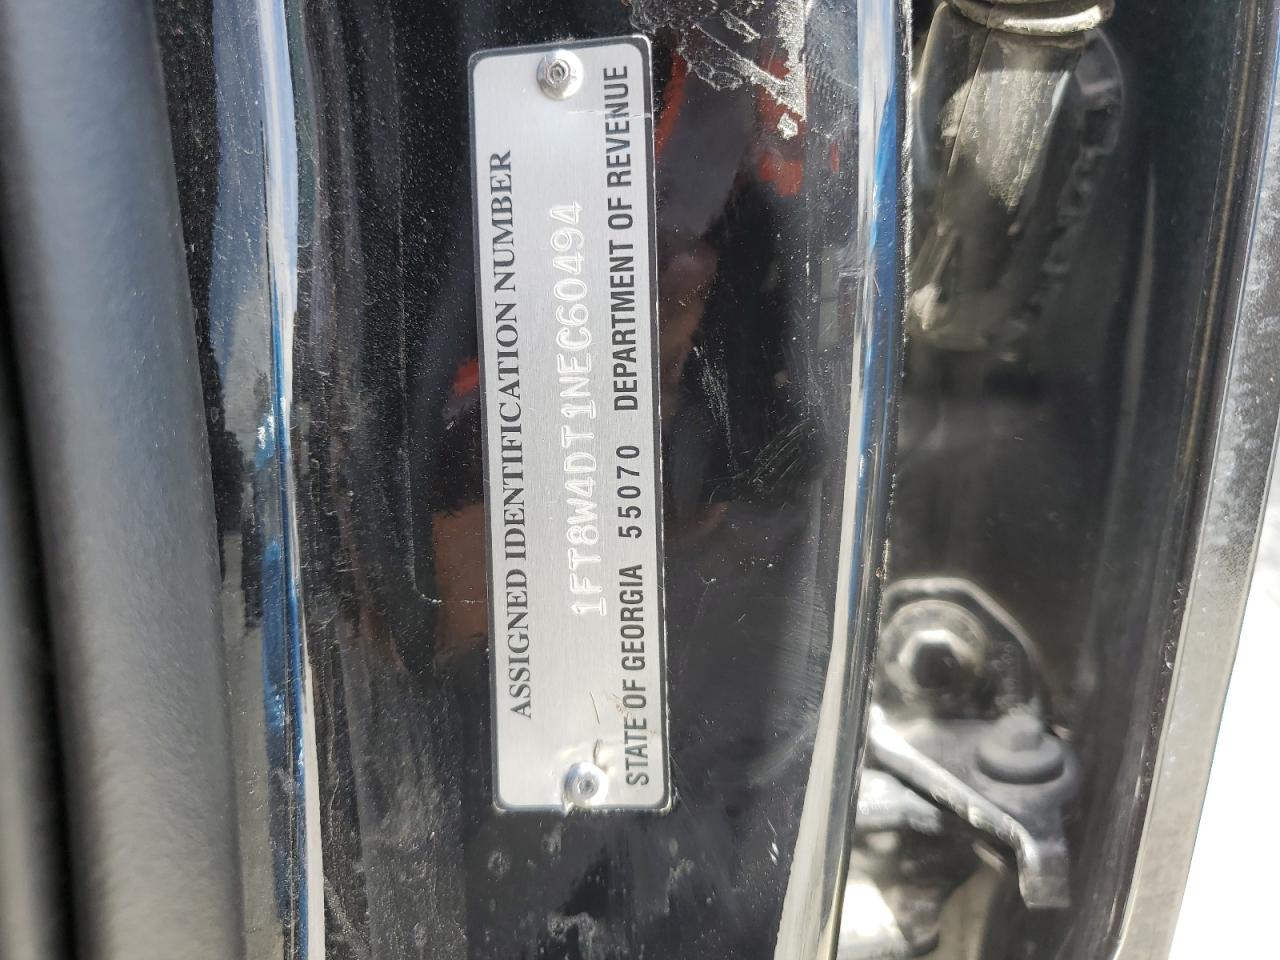 ASSIGNED IDENTIFICATION NUMBER
1FT8W4DT1NEC60494
STATE OF GEORGIA 55070 DEPARTMENT OF REVENUE